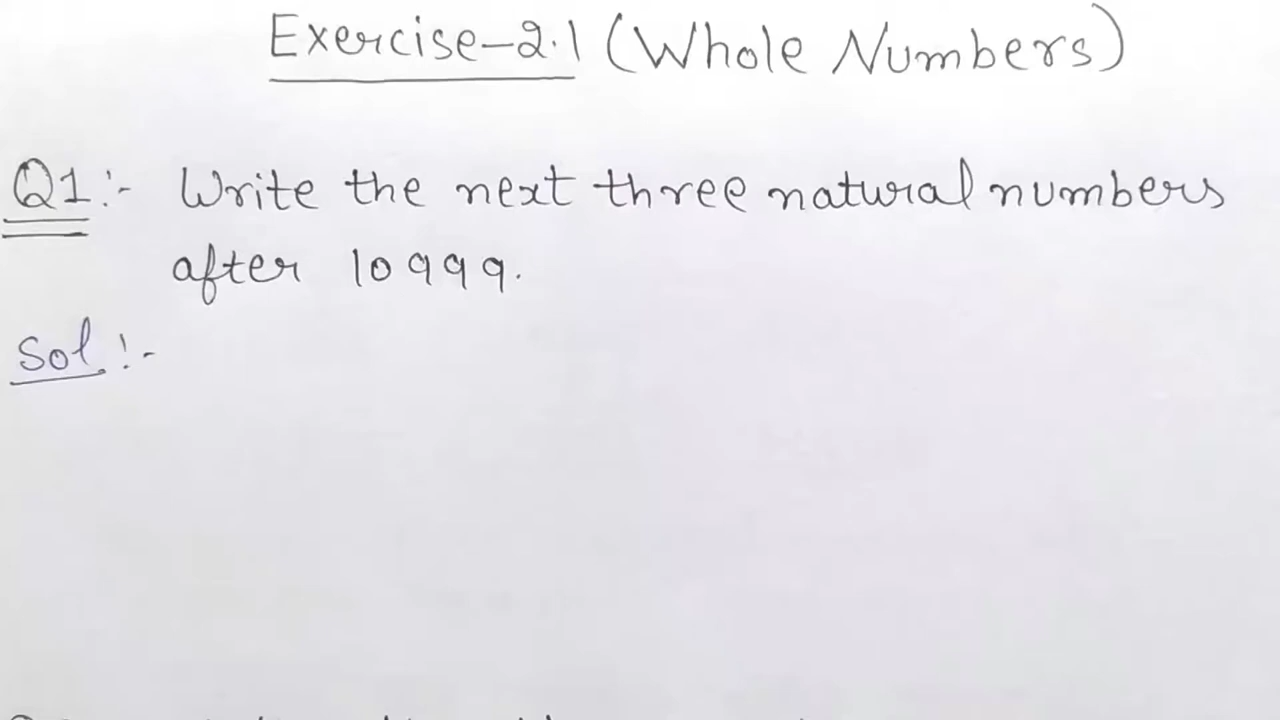 Exercise-2.1 (Whole Numbers)
Q1:- Write the next three natural numbers
after 10999.
Sol:-